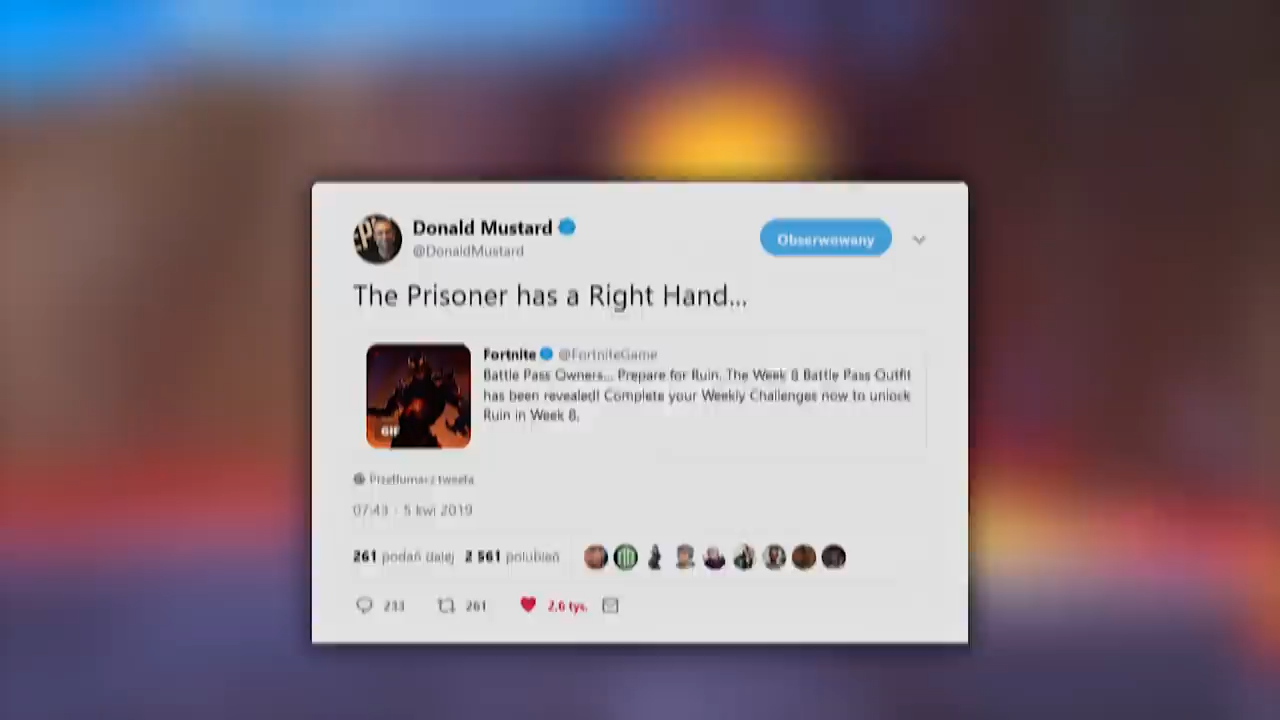 Donald Mustard
@DonaldMustard
Obserwowany
The Prisoner has a Right Hand...
Fortnite @FortniteGame
Battle Pass Owners... Prepare for Ruin. The Week 8 Battle Pass Outfit
has been revealed! Complete your Weekly Challenges now to unlock
Ruin in Week 8.
GIF
Przetłumacz tweeta
07:43 - 5 kwi 2019
261 podań dalej 2 561 polubień
233 261 2,6 tys.